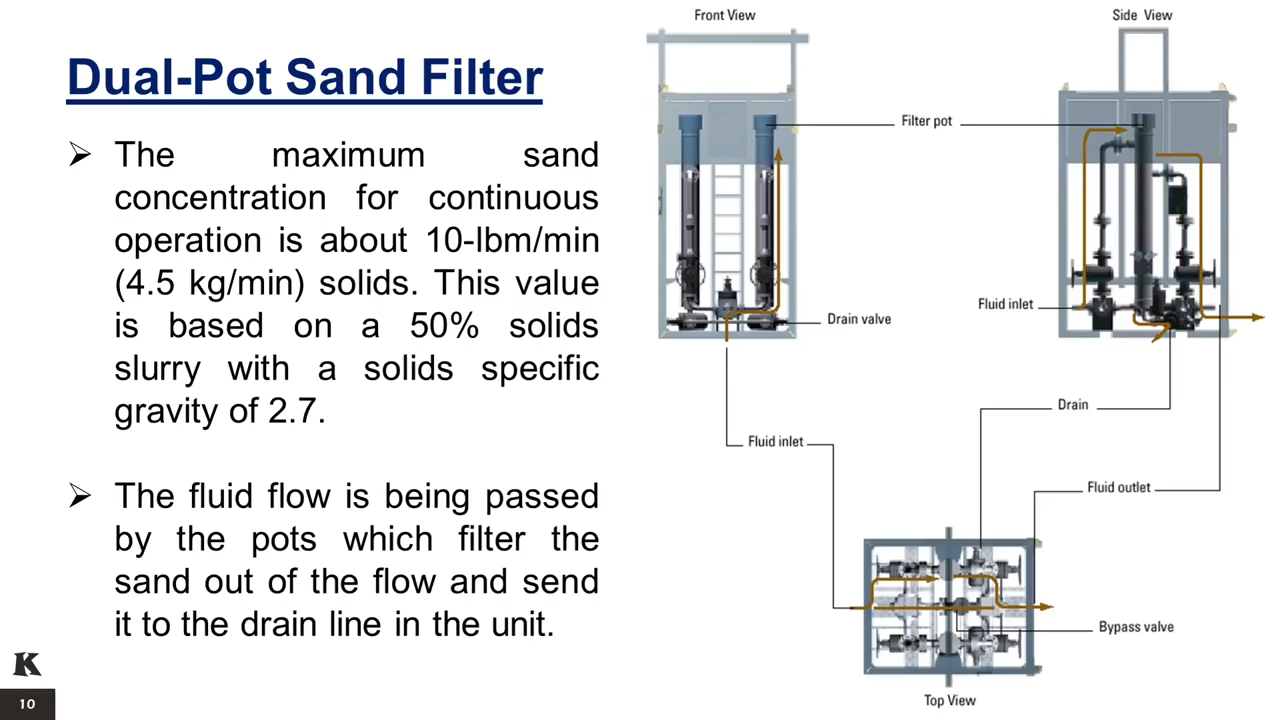 Dual-Pot Sand Filter
➢ The maximum sand
concentration for continuous
operation is about 10-lbm/min
(4.5 kg/min) solids. This value
is based on a 50% solids
slurry with a solids specific
gravity of 2.7.
➢ The fluid flow is being passed
by the pots which filter the
sand out of the flow and send
it to the drain line in the unit.
K
10
Front View
Side View
Filter pot
Fluid inlet
Drain valve
Drain
Fluid inlet
Fluid outlet
Bypass valve
Top View